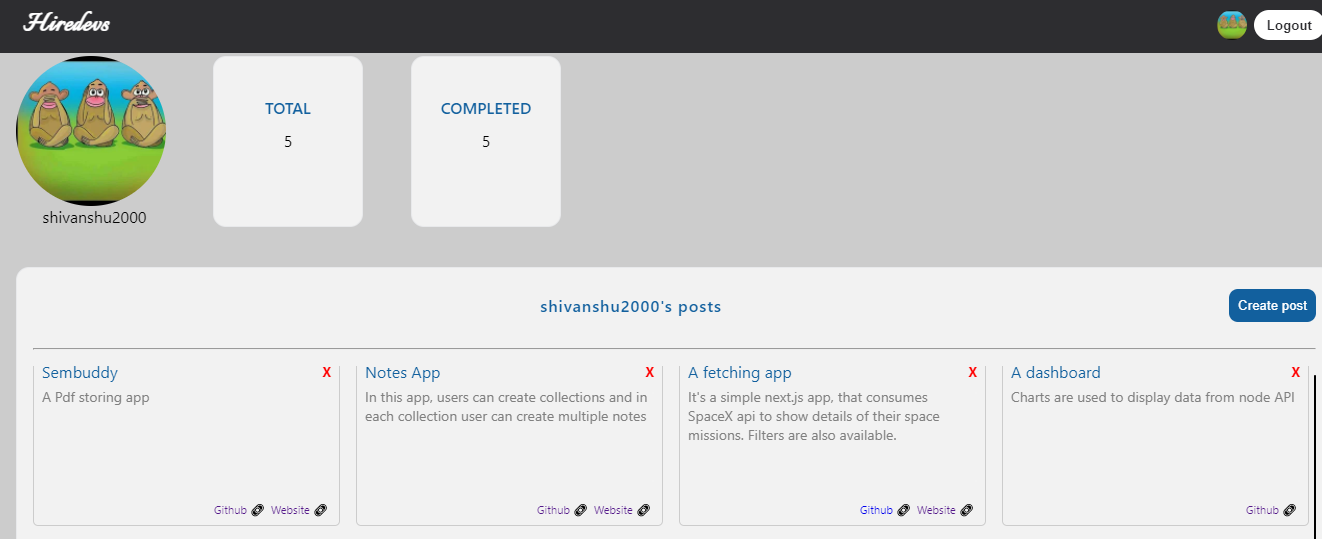 Hiredevs
Logout
TOTAL
5
COMPLETED
5
shivanshu2000
shivanshu2000's posts
Create post
Sembuddy
X
A Pdf storing app
Github
Website
Notes App
X
In this app, users can create collections and in
each collection user can create multiple notes
Github
Website
A fetching app
X
It's a simple next.js app, that consumes
SpaceX api to show details of their space
missions. Filters are also available.
Github
Website
A dashboard
X
Charts are used to display data from node API
Github